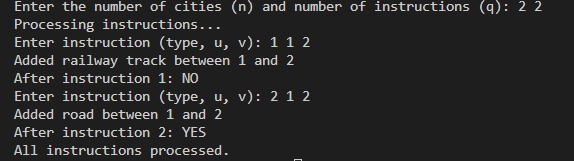 Enter the number of cities (n) and number of instructions (q): 2 2
Processing instructions...
Enter instruction (type, u, v): 1 1 2
Added railway track between 1 and 2
After instruction 1: NO
Enter instruction (type, u, v): 2 1 2
Added road between 1 and 2
After instruction 2: YES
All instructions processed.